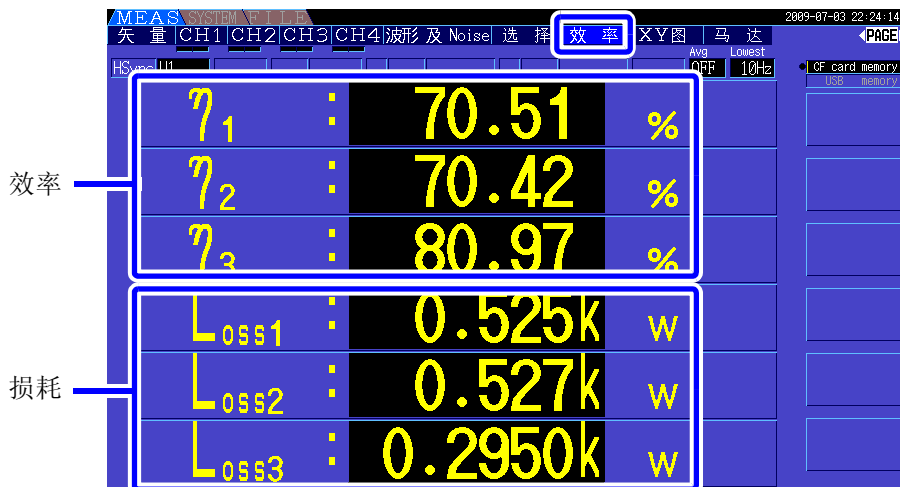 MEAS SYSTEM FILE 2009-07-03 22:24:14
矢 量 CH1 CH2 CH3 CH4 波形 及 Noise 选 择 效 率 XY图 马 达 PAGE
Avg Lowest
HSync U1 OFF 10Hz CF card memory
USB memory
η1 : 70.51 %
效率
η2 : 70.42 %
η3 : 80.97 %
Loss1 : 0.525k W
损耗
Loss2 : 0.527k W
Loss3 : 0.2950k W